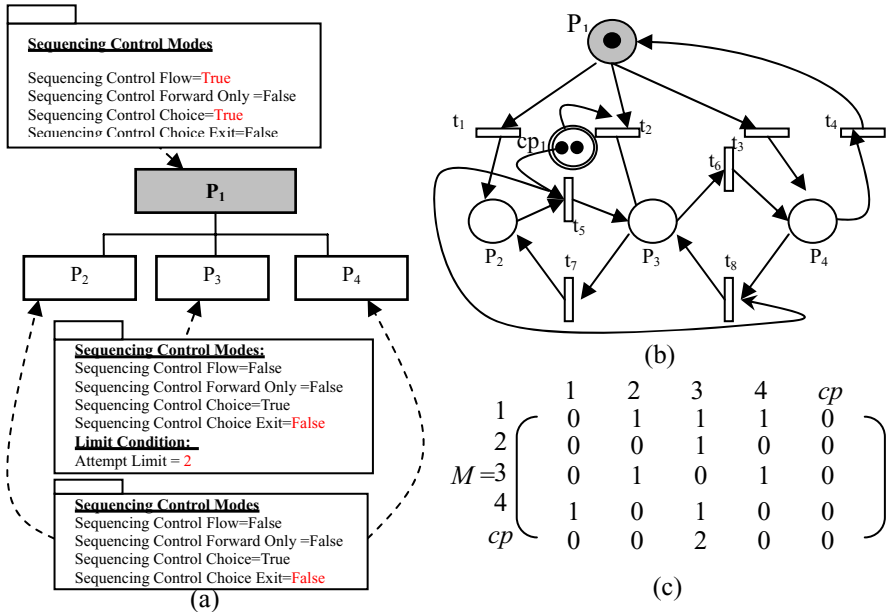 Sequencing Control Modes
Sequencing Control Flow=True
Sequencing Control Forward Only =False
Sequencing Control Choice=True
Sequencing Control Choice Exit=False
P1
P2
P3
P4
Sequencing Control Modes:
Sequencing Control Flow=False
Sequencing Control Forward Only =False
Sequencing Control Choice=True
Sequencing Control Choice Exit=False
Limit Condition:
Attempt Limit = 2
Sequencing Control Modes
Sequencing Control Flow=False
Sequencing Control Forward Only =False
Sequencing Control Choice=True
Sequencing Control Choice Exit=False
(a)
P1
t1
cp1
t2
t3
t4
t6
t5
P2
P3
P4
t7
t8
(b)
1 2 3 4 cp
1 0 1 1 1 0
2 0 0 1 0 0
M = 3 0 1 0 1 0
4 1 0 1 0 0
cp 0 0 2 0 0
(c)